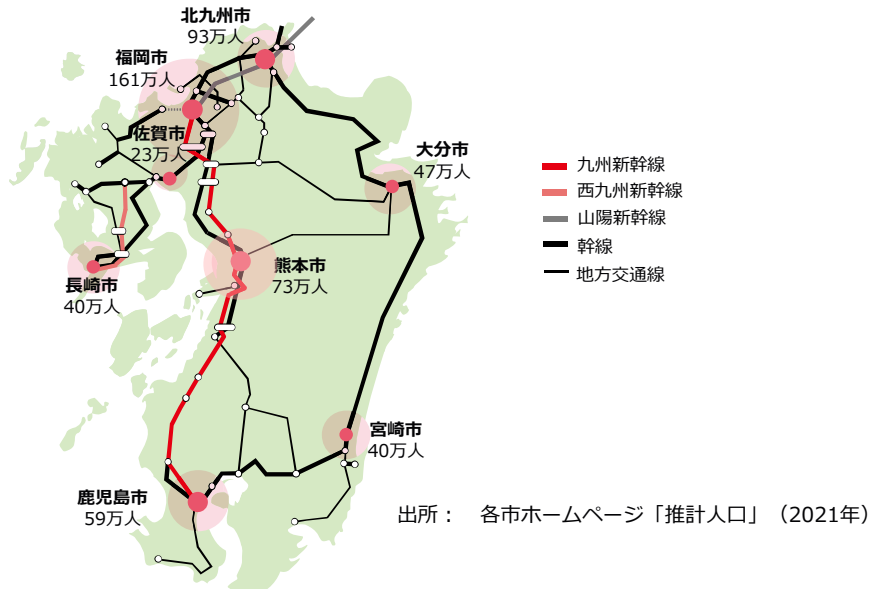 北九州市
93万人
福岡市
161万人
佐賀市
23万人
大分市
47万人
長崎市
40万人
熊本市
73万人
宮崎市
40万人
鹿児島市
59万人
九州新幹線
西九州新幹線
山陽新幹線
幹線
地方交通線
出所： 各市ホームページ「推計人口」（2021年）